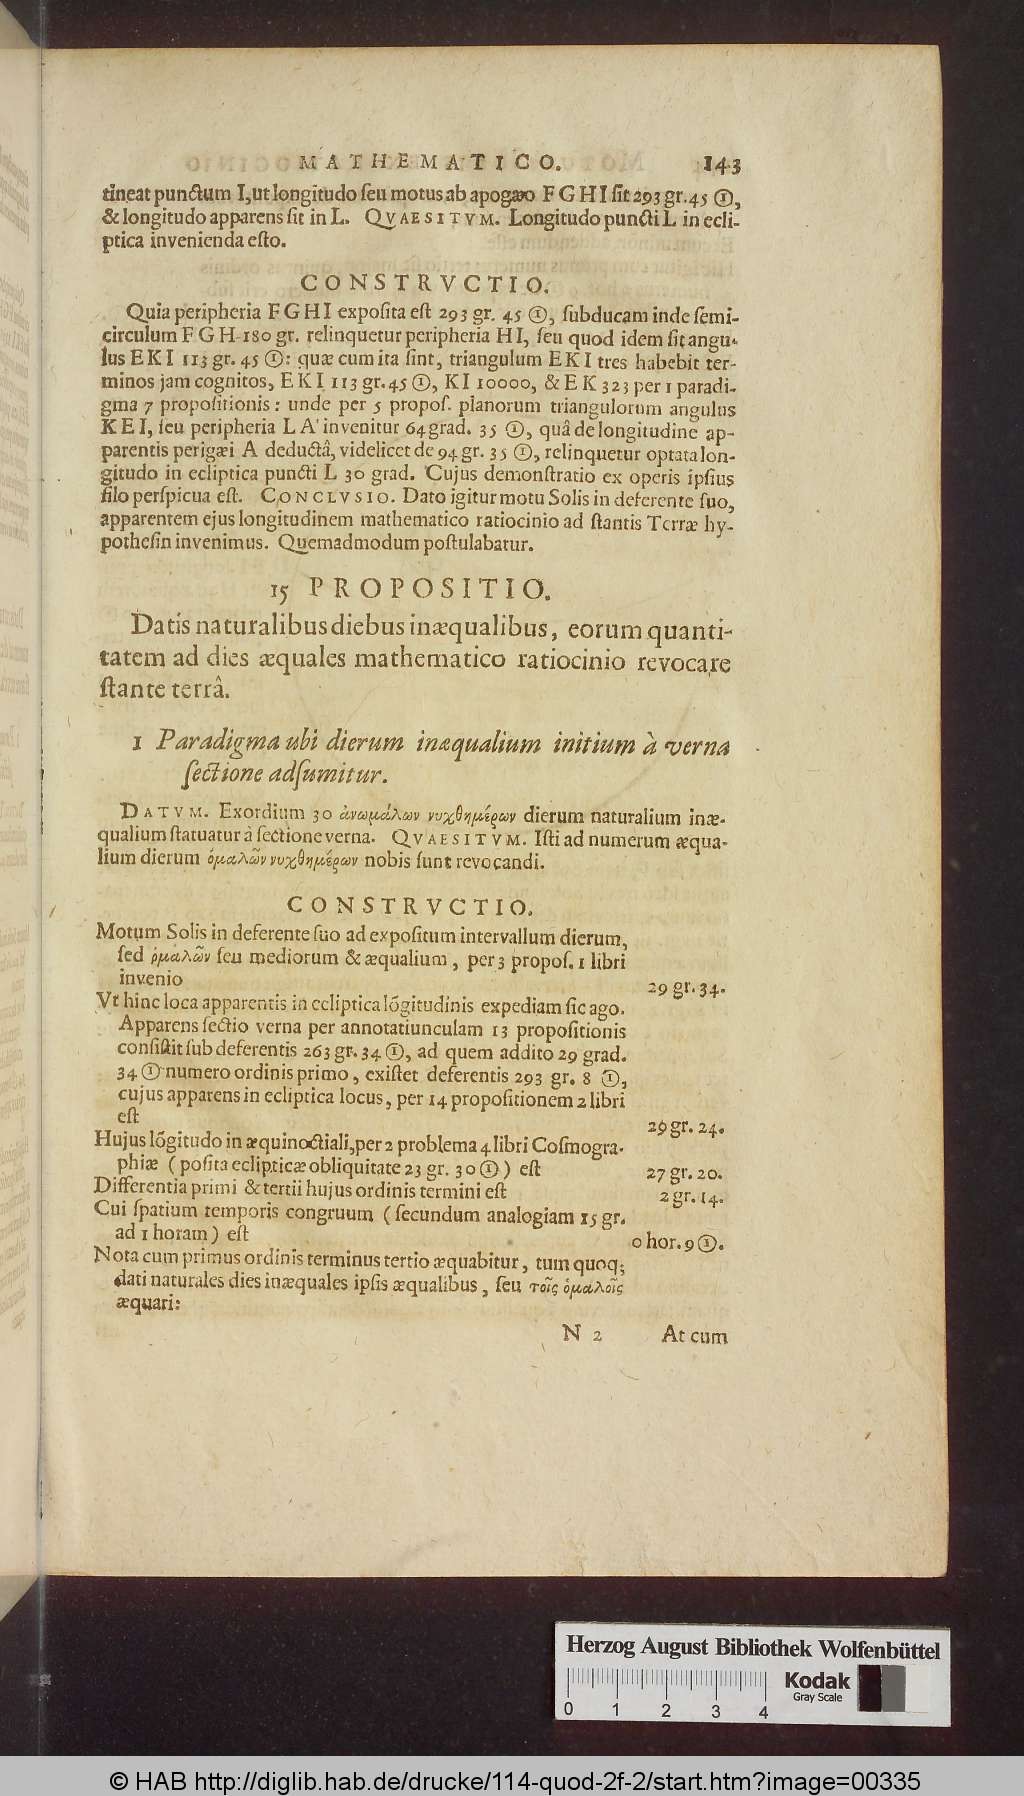 MATHEMATICO. 143
tineat punctum I, ut longitudo ſeu motus ab apogæo FGHI ſit 293 gr. 45 ①,
& longitudo apparens ſit in L. QVAESITVM. Longitudo puncti L in ecli-
ptica invenienda eſto.
CONSTRVCTIO.
Quia peripheria FGHI expoſita eſt 293 gr. 45 ①, ſubducam inde ſemi-
circulum FGH 180 gr. relinquetur peripheria HI, ſeu quod idem ſit angu-
lus EKI 113 gr. 45 ①: quæ cum ita ſint, triangulum EKI tres habebit ter-
minos jam cognitos, EKI 113 gr. 45 ①, KI 10000, & EK 323 per 1 paradi-
gma 7 propoſitionis: unde per 5 propoſ. planorum triangulorum angulus
KEI, ſeu peripheria LA invenitur 64 grad. 35 ①, quâ de longitudine ap-
parentis perigæi A deductâ, videlicet de 94 gr. 35 ①, relinquetur optata lon-
gitudo in ecliptica puncti L 30 grad. Cujus demonſtratio ex operis ipſius
filo perſpicua eſt. CONCLVSIO. Dato igitur motu Solis in deferente ſuo,
apparentem ejus longitudinem mathematico ratiocinio ad ſtantis Terræ hy-
potheſin invenimus. Quemadmodum poſtulabatur.
15 PROPOSITIO.
Datis naturalibus diebus inæqualibus, eorum quanti-
tatem ad dies æquales mathematico ratiocinio revocare
ſtante terrâ.
1 Paradigma ubi dierum inæqualium initium à verna
ſectione adſumitur.
DATVM. Exordium 30 ἀνωμάλων νυχθημέρων dierum naturalium inæ-
qualium ſtatuatur à ſectione verna. QVAESITVM. Iſti ad numerum æqua-
lium dierum ὁμαλῶν νυχθημέρων nobis ſunt revocandi.
CONSTRVCTIO.
Motum Solis in deferente ſuo ad expoſitum intervallum dierum,
ſed ὁμαλῶν ſeu mediorum & æqualium, per 3 propoſ. 1 libri
invenio 29 gr. 34.
Vt hinc loca apparentis in ecliptica lõgitudinis expediam ſic ago.
Apparens ſectio verna per annotatiunculam 13 propoſitionis
conſiſtit ſub deferentis 263 gr. 34 ①, ad quem addito 29 grad.
34 ① numero ordinis primo, exiſtet deferentis 293 gr. 8 ①,
cujus apparens in ecliptica locus, per 14 propoſitionem 2 libri
eſt 29 gr. 24.
Hujus lõgitudo in æquinoctiali, per 2 problema 4 libri Coſmogra-
phiæ (poſita eclipticæ obliquitate 23 gr. 30 ①) eſt 27 gr. 20.
Differentia primi & tertii hujus ordinis termini eſt 2 gr. 14.
Cui ſpatium temporis congruum (ſecundum analogiam 15 gr.
ad 1 horam) eſt 0 hor. 9 ①.
Nota cum primus ordinis terminus tertio æquabitur, tum quoq;
dati naturales dies inæquales ipſis æqualibus, ſeu τοῖς ὁμαλοῖς
æquari:
N 2 At cum
Herzog August Bibliothek Wolfenbüttel
Kodak
Gray Scale
0 1 2 3 4
© HAB http://diglib.hab.de/drucke/114-quod-2f-2/start.htm?image=00335